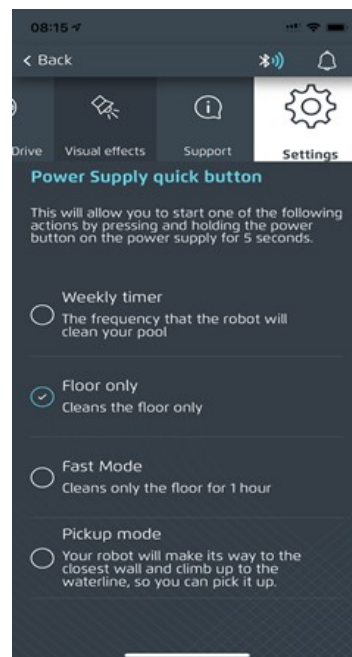 08:15
Back
Drive Visual effects Support Settings
Power Supply quick button
This will allow you to start one of the following
actions by pressing and holding the power
button on the power supply for 5 seconds.
Weekly timer
The frequency that the robot will
clean your pool
Floor only
Cleans the floor only
Fast Mode
Cleans only the floor for 1 hour
Pickup mode
Your robot will make its way to the
closest wall and climb up to the
waterline, so you can pick it up.